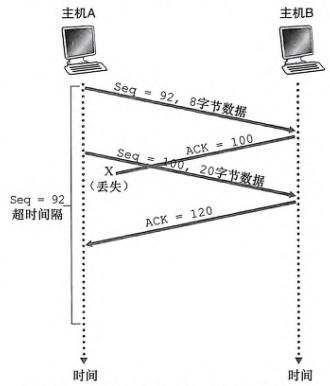 主机A
主机B
Seq = 92, 8字节数据
ACK = 100
Seq = 100, 20字节数据
X
（丢失）
Seq = 92
超时间隔
ACK = 120
时间
时间